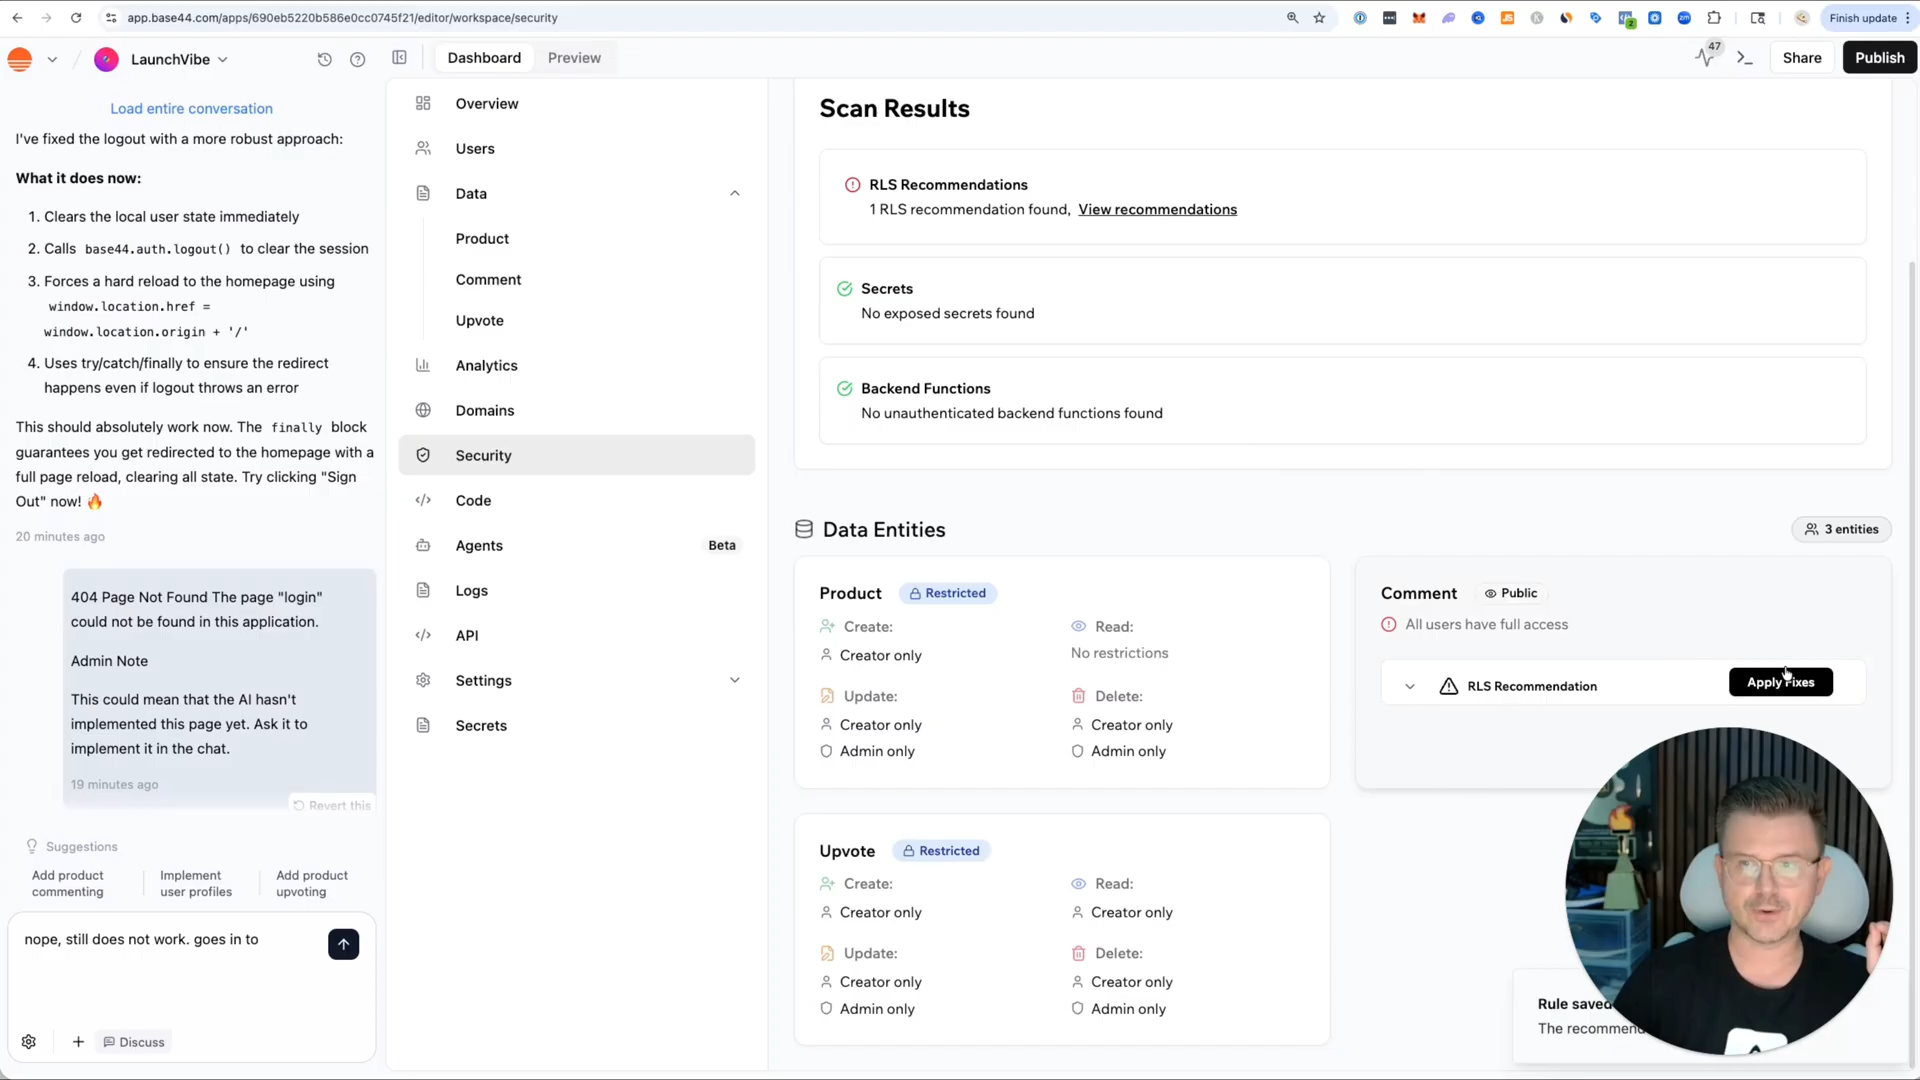 app.base44.com/apps/690eb5220b586e0cc0745f21/editor/workspace/security
2
Finish update
LaunchVibe
Dashboard
Preview
47
Share
Publish
Load entire conversation
I've fixed the logout with a more robust approach:
What it does now:
1. Clears the local user state immediately
2. Calls base44.auth.logout() to clear the session
3. Forces a hard reload to the homepage using
window.location.href =
window.location.origin + '/'
4. Uses try/catch/finally to ensure the redirect
happens even if logout throws an error
This should absolutely work now. The finally block
guarantees you get redirected to the homepage with a
full page reload, clearing all state. Try clicking "Sign
Out" now! 🔥
20 minutes ago
404 Page Not Found The page "login"
could not be found in this application.
Admin Note
This could mean that the AI hasn't
implemented this page yet. Ask it to
implement it in the chat.
19 minutes ago
Revert this
Suggestions
Add product
commenting
Implement
user profiles
Add product
upvoting
nope, still does not work. goes in to
Discuss
Overview
Users
Data
Product
Comment
Upvote
Analytics
Domains
Security
Code
Agents
Beta
Logs
API
Settings
Secrets
Scan Results
RLS Recommendations
1 RLS recommendation found, View recommendations
Secrets
No exposed secrets found
Backend Functions
No unauthenticated backend functions found
Data Entities
3 entities
Product
Restricted
Create:
Creator only
Read:
No restrictions
Update:
Creator only
Admin only
Delete:
Creator only
Admin only
Comment
Public
All users have full access
RLS Recommendation
Apply Fixes
Upvote
Restricted
Create:
Creator only
Read:
Creator only
Update:
Creator only
Admin only
Delete:
Creator only
Admin only
Rule saved
The